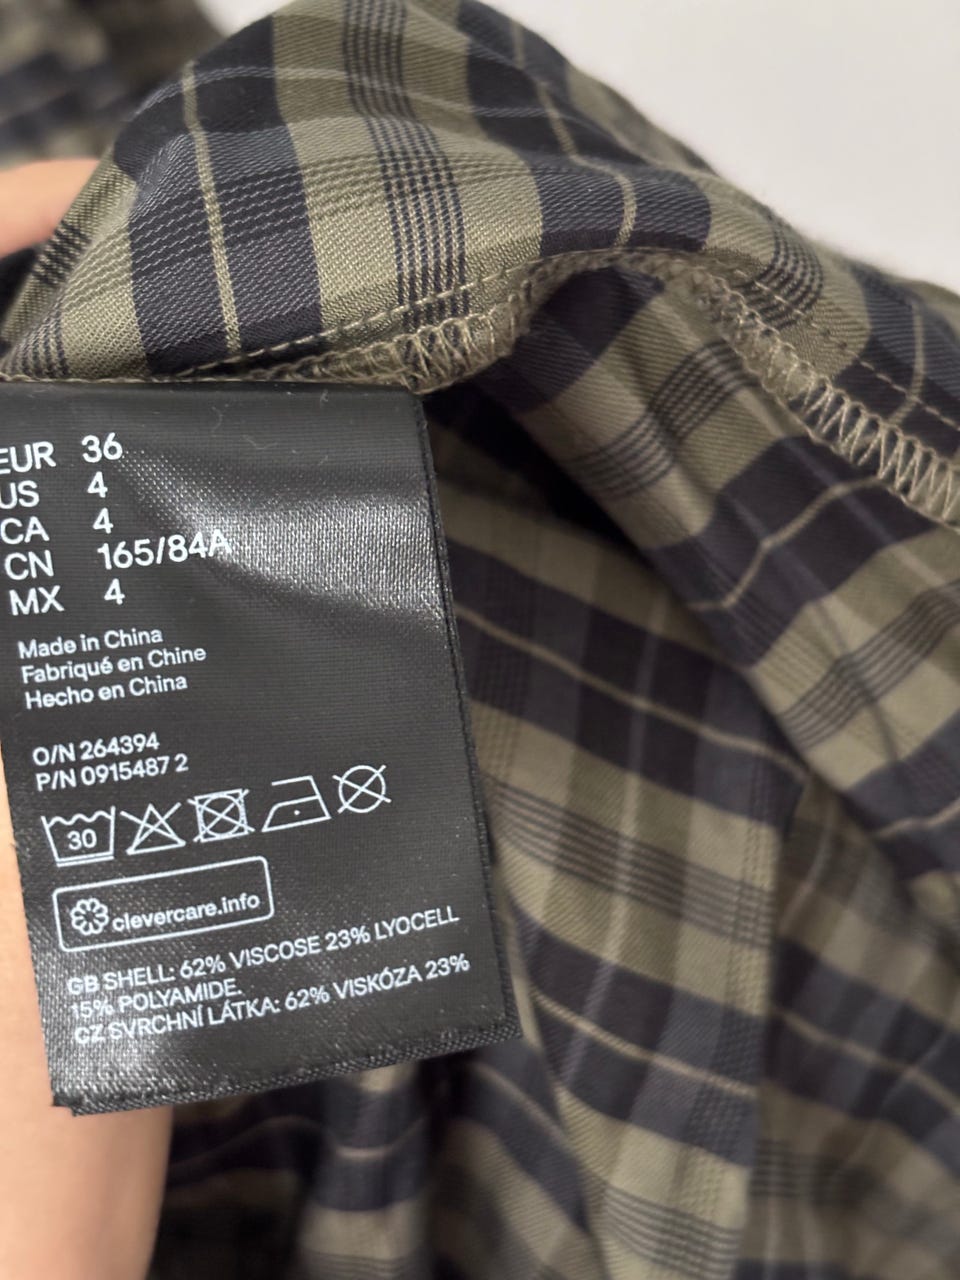 EUR 36
US 4
CA 4
CN 165/84A
MX 4
Made in China
Fabriqué en Chine
Hecho en China
O/N 264394
P/N 0915487 2
30
clevercare.info
GB SHELL: 62% VISCOSE 23% LYOCELL
15% POLYAMIDE.
CZ SVRCHNÍ LÁTKA: 62% VISKÓZA 23%